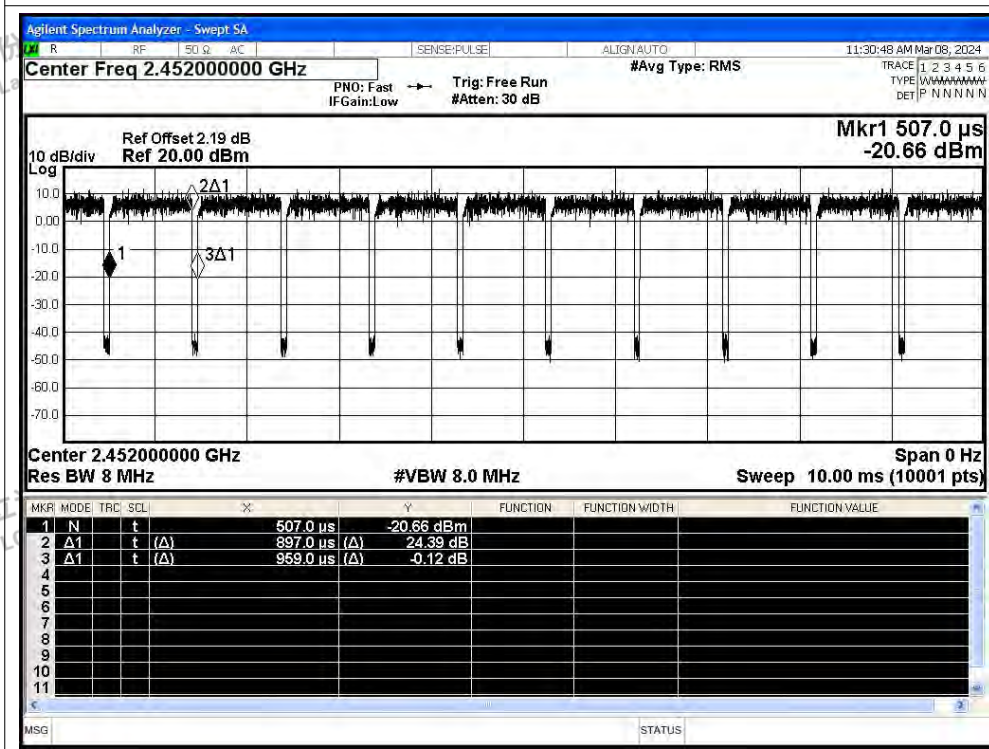 Agilent Spectrum Analyzer - Swept SA
LXI R RF 50 Ω AC SENSE:PULSE ALIGN AUTO 11:30:48 AM Mar 08, 2024
Center Freq 2.452000000 GHz #Avg Type: RMS TRACE 1 2 3 4 5 6
PNO: Fast Trig: Free Run TYPE WWWWWW
IFGain:Low #Atten: 30 dB DET P N N N N N
Mkr1 507.0 µs
Ref Offset 2.19 dB
10 dB/div Ref 20.00 dBm -20.66 dBm
Log
10.0
2Δ1
0.00
-10.0
1 3Δ1
-20.0
-30.0
-40.0
-50.0
-60.0
-70.0
Center 2.452000000 GHz Span 0 Hz
Res BW 8 MHz #VBW 8.0 MHz Sweep 10.00 ms (10001 pts)
MKR MODE TRC SCL X Y FUNCTION FUNCTION WIDTH FUNCTION VALUE
1 N t 507.0 µs -20.66 dBm
2 Δ1 t (Δ) 897.0 µs (Δ) 24.39 dB
3 Δ1 t (Δ) 959.0 µs (Δ) -0.12 dB
4
5
6
7
8
9
10
11
MSG STATUS